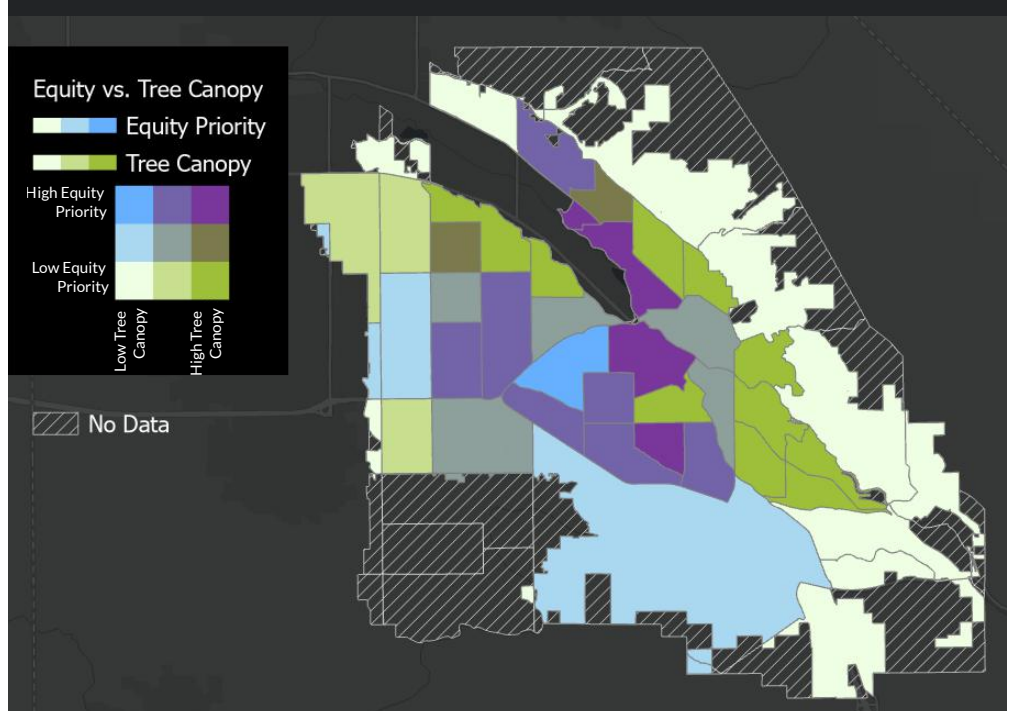 Equity vs. Tree Canopy
Equity Priority
Tree Canopy
High Equity
Priority
Low Equity
Priority
Low Tree
Canopy
High Tree
Canopy
No Data